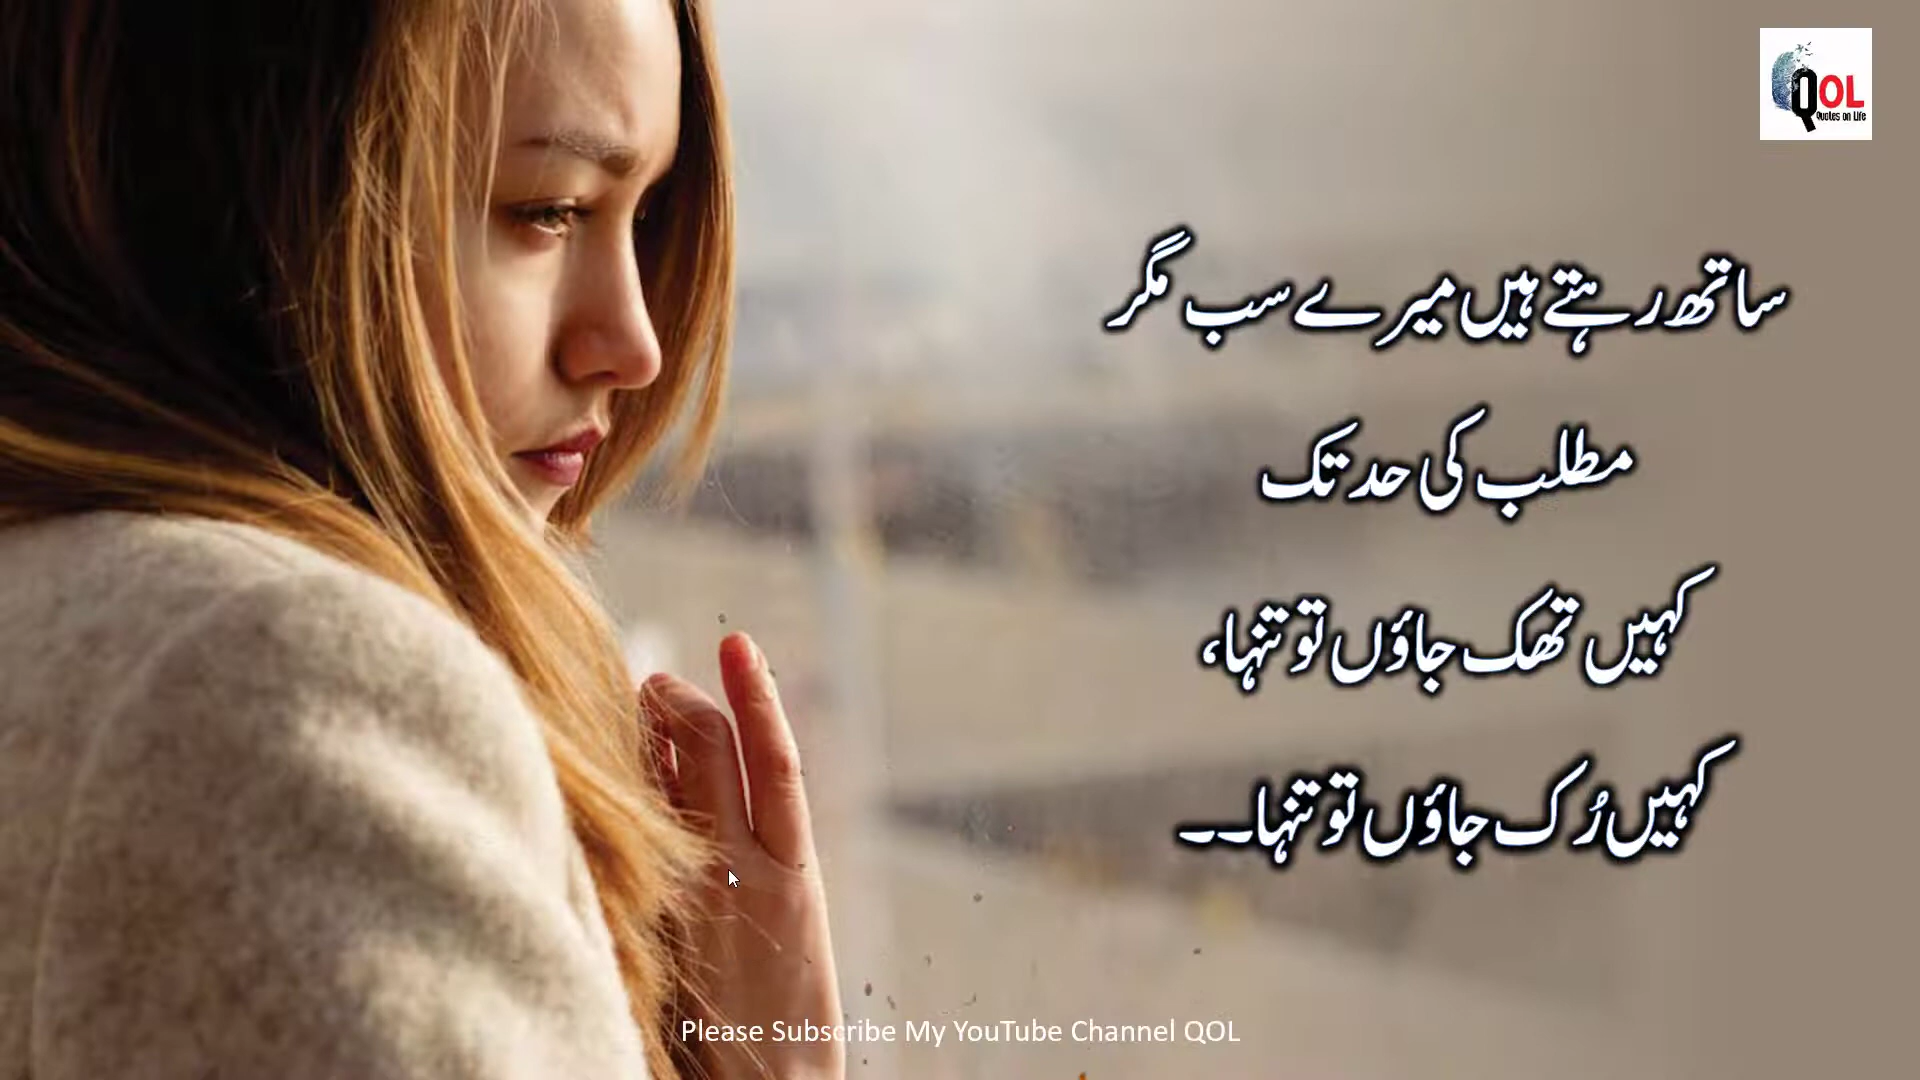 QOL
Quotes on Life
ساتھ رہتے ہیں میرے سب مگر
مطلب کی حد تک
کہیں تھک جاؤں تو تنہا،
کہیں رُک جاؤں تو تنہا۔۔
Please Subscribe My YouTube Channel QOL